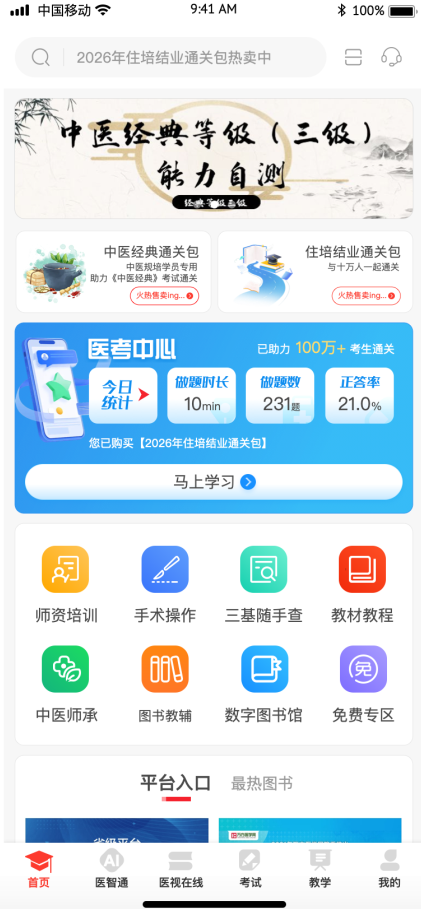 中国移动
9:41 AM
100%
2026年住培结业通关包热卖中
中医经典等级（三级）
能力自测
经典等级三级
中医经典通关包
中医规培学员专用
助力《中医经典》考试通关
火热售卖ing...
住培结业通关包
与十万人一起通关
火热售卖ing...
医考中心
已助力 100万+ 考生通关
今日
统计
做题时长
10min
做题数
231题
正答率
21.0%
您已购买【2026年住培结业通关包】
马上学习
师资培训
手术操作
三基随手查
教材教程
中医师承
图书教辅
数字图书馆
免
免费专区
平台入口
最热图书
省级平台
首页
AI
医智通
医视在线
考试
教学
我的